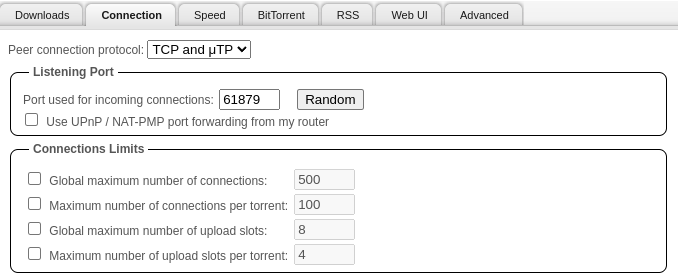 Downloads Connection Speed BitTorrent RSS Web UI Advanced
Peer connection protocol: TCP and μTP
Listening Port
Port used for incoming connections: 61879 Random
Use UPnP / NAT-PMP port forwarding from my router
Connections Limits
Global maximum number of connections: 500
Maximum number of connections per torrent: 100
Global maximum number of upload slots: 8
Maximum number of upload slots per torrent: 4